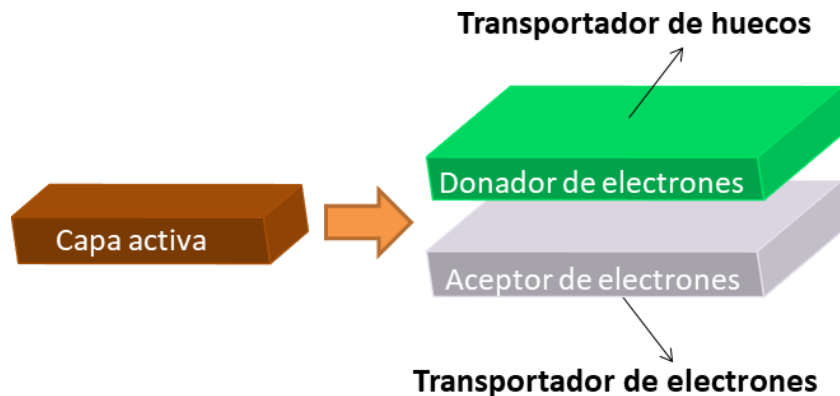 Transportador de huecos
Donador de electrones
Capa activa
Aceptor de electrones
Transportador de electrones